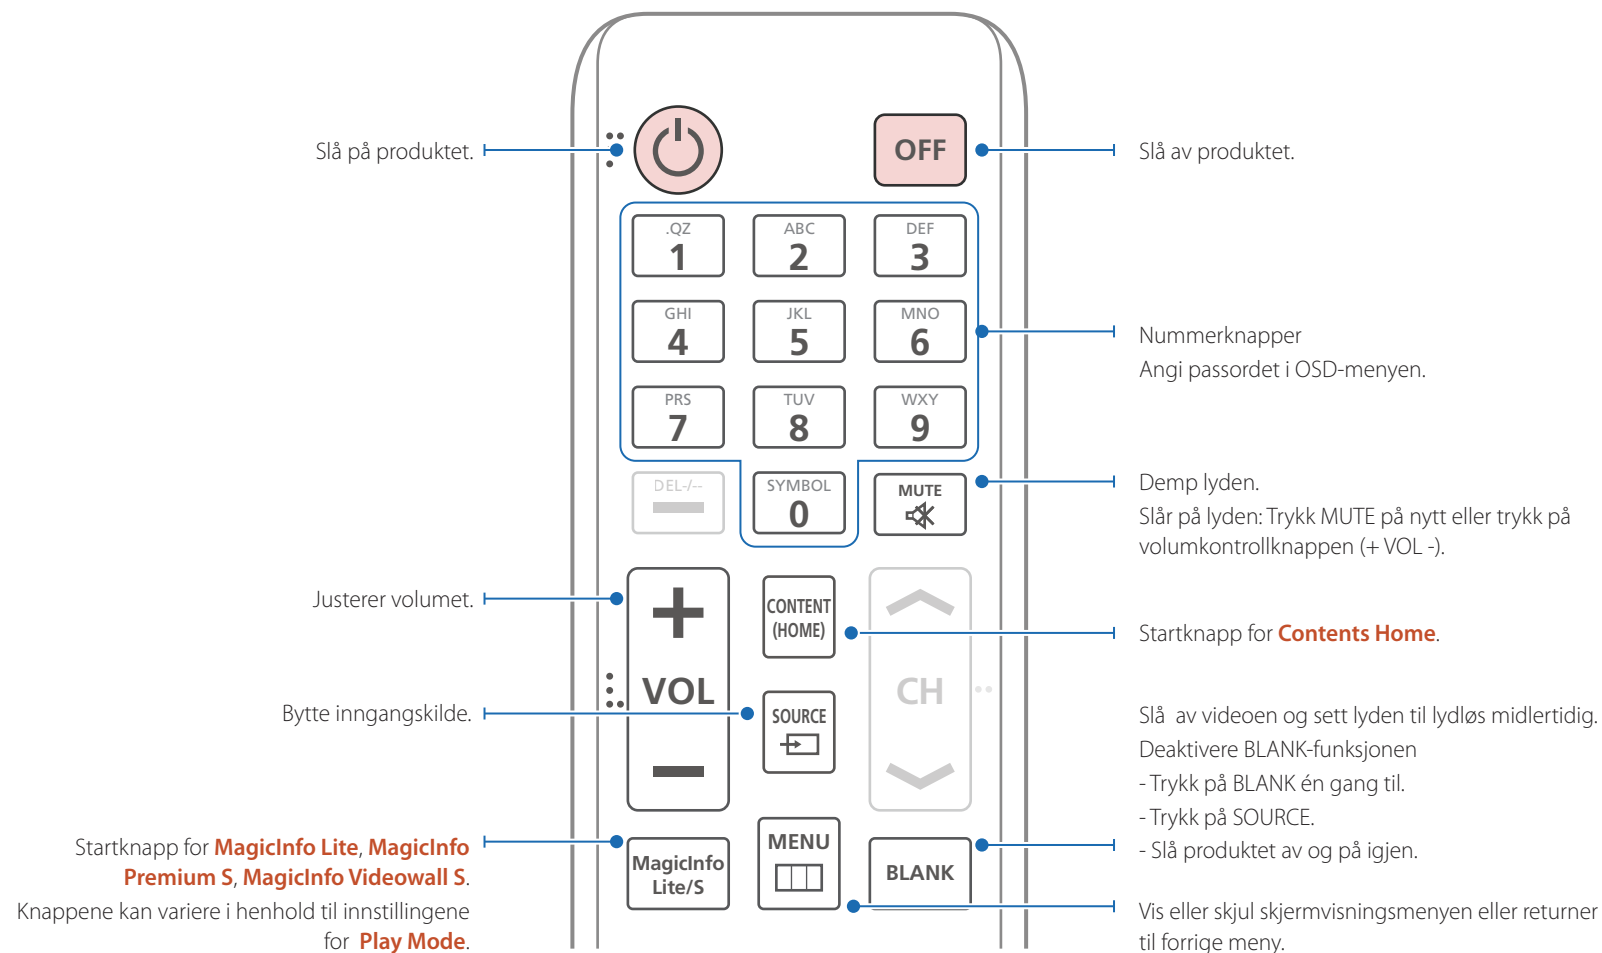 Slå på produktet.
OFF
Slå av produktet.
.QZ
1
ABC
2
DEF
3
GHI
4
JKL
5
MNO
6
Nummerknapper
Angi passordet i OSD-menyen.
PRS
7
TUV
8
WXY
9
DEL-/--
SYMBOL
0
MUTE
Demp lyden.
Slår på lyden: Trykk MUTE på nytt eller trykk på
volumkontrollknappen (+ VOL -).
Justerer volumet.
VOL
CONTENT
(HOME)
CH
Startknapp for Contents Home.
Bytte inngangskilde.
SOURCE
Slå  av videoen og sett lyden til lydløs midlertidig.
Deaktivere BLANK-funksjonen
- Trykk på BLANK én gang til.
- Trykk på SOURCE.
- Slå produktet av og på igjen.
Startknapp for MagicInfo Lite, MagicInfo
Premium S, MagicInfo Videowall S.
Knappene kan variere i henhold til innstillingene
for  Play Mode.
MagicInfo
Lite/S
MENU
BLANK
Vis eller skjul skjermvisningsmenyen eller returner
til forrige meny.